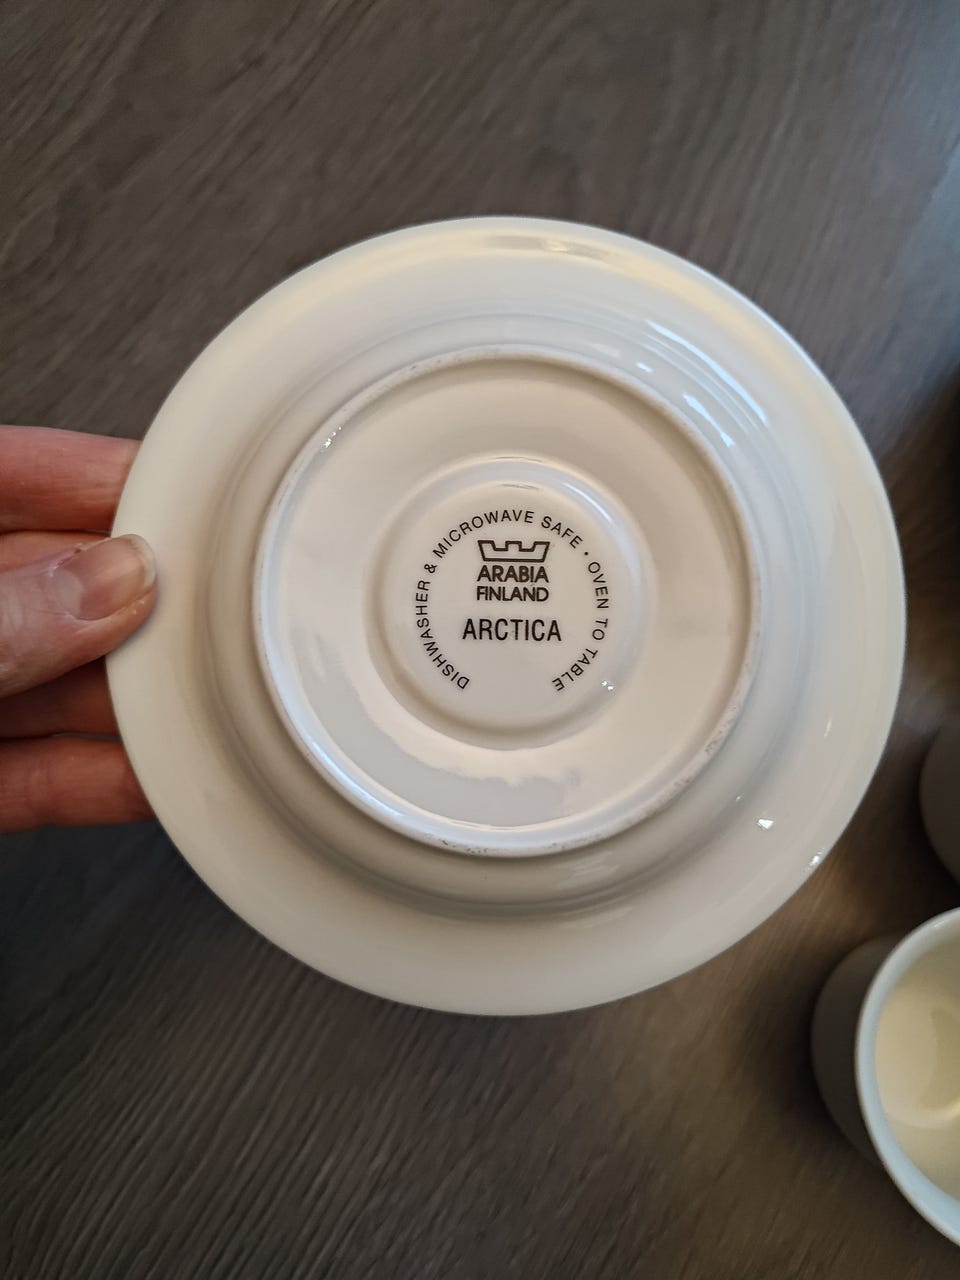 DISHWASHER & MICROWAVE SAFE • OVEN TO TABLE
ARABIA
FINLAND
ARCTICA